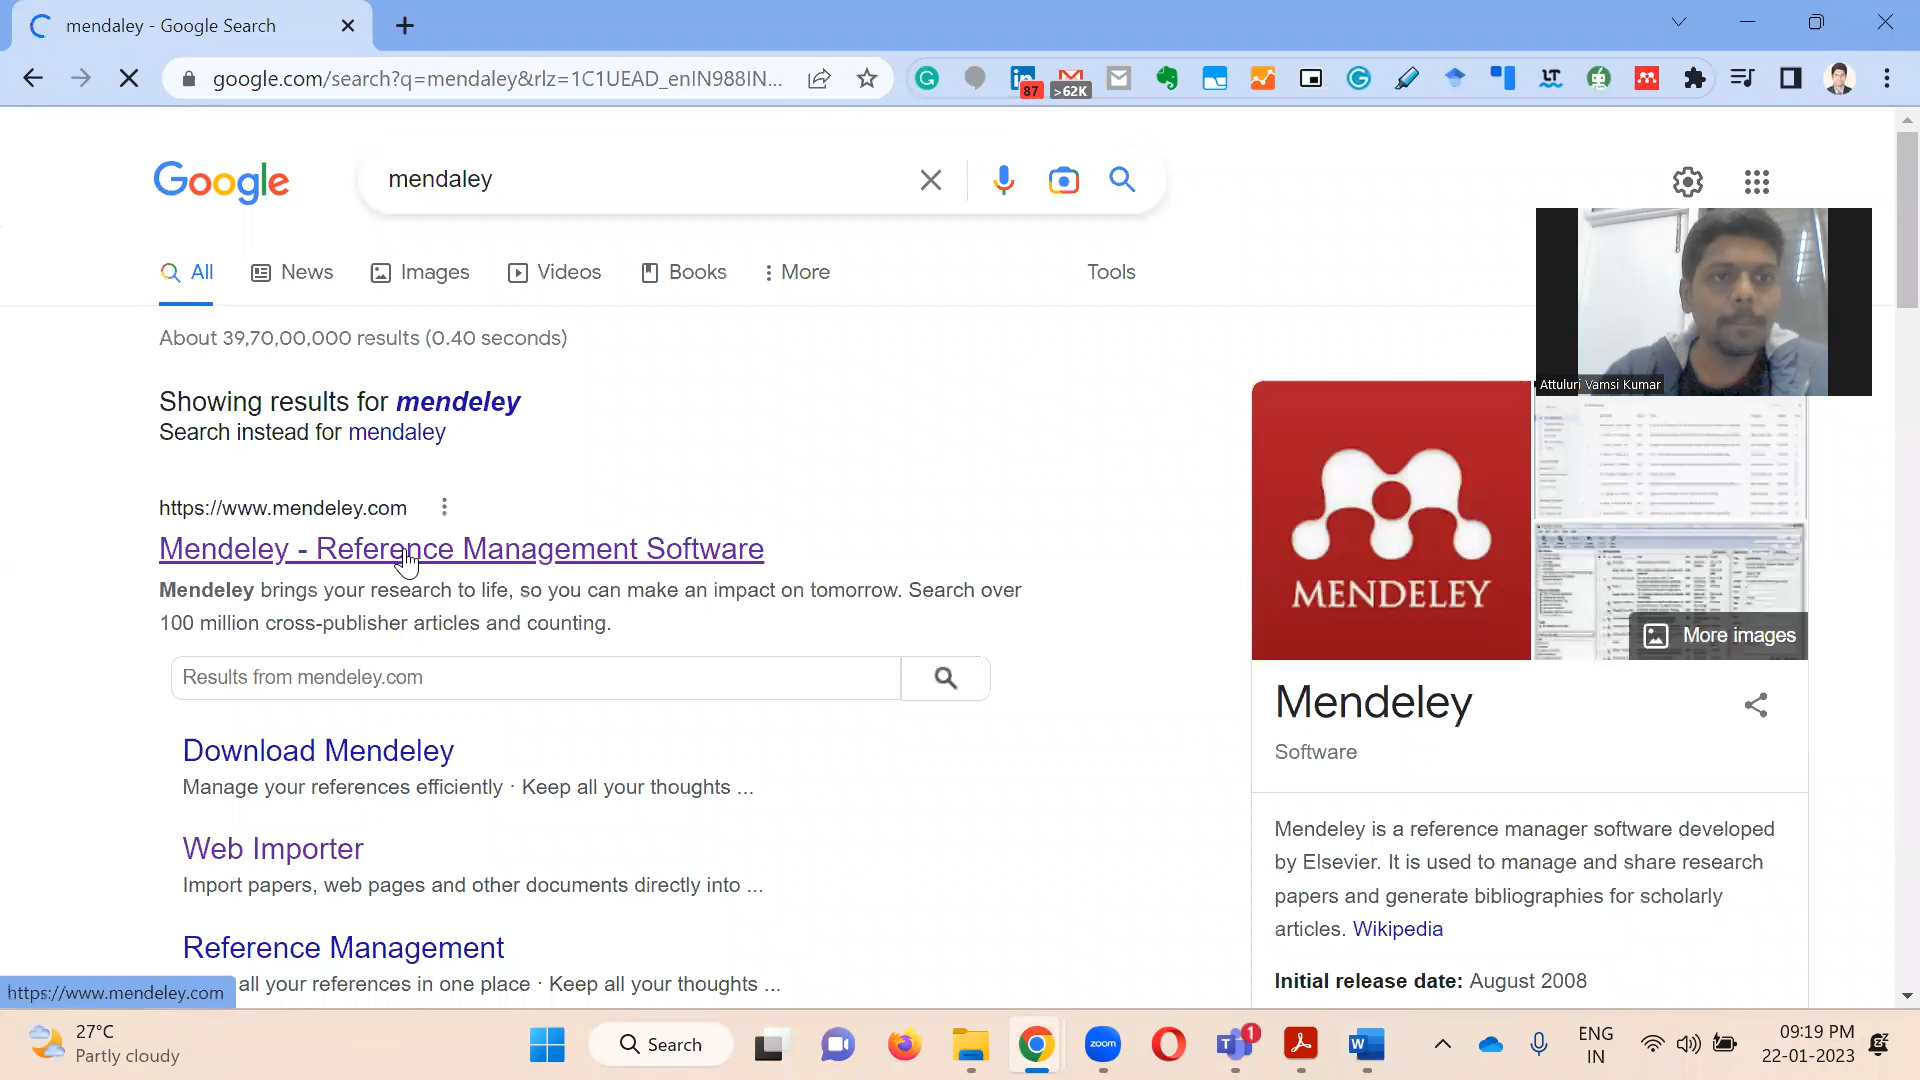 mendaley - Google Search
google.com/search?q=mendaley&rlz=1C1UEAD_enIN988IN...
87
>62K
LT
Google
mendaley
All
News
Images
Videos
Books
More
Tools
About 39,70,00,000 results (0.40 seconds)
Showing results for mendeley
Search instead for mendaley
https://www.mendeley.com
Mendeley - Reference Management Software
Mendeley brings your research to life, so you can make an impact on tomorrow. Search over
100 million cross-publisher articles and counting.
Results from mendeley.com
Download Mendeley
Manage your references efficiently · Keep all your thoughts ...
Web Importer
Import papers, web pages and other documents directly into ...
Reference Management
all your references in one place · Keep all your thoughts ...
https://www.mendeley.com
Attuluri Vamsi Kumar
MENDELEY
More images
Mendeley
Software
Mendeley is a reference manager software developed
by Elsevier. It is used to manage and share research
papers and generate bibliographies for scholarly
articles. Wikipedia
Initial release date: August 2008
27°C
Partly cloudy
Search
zoom
T
1
W
ENG
IN
09:19 PM
22-01-2023